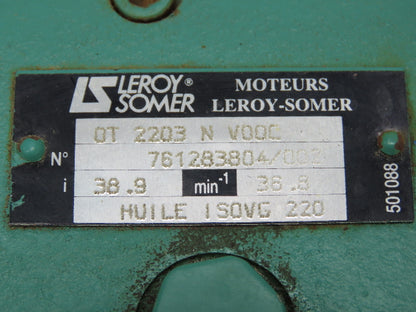 LEROY® SOMER
MOTEURS
LEROY-SOMER
OT 2203 N V000
N° 761283804/002
i 38.9 min-1 36.8
HUILE ISOVG 220
501088